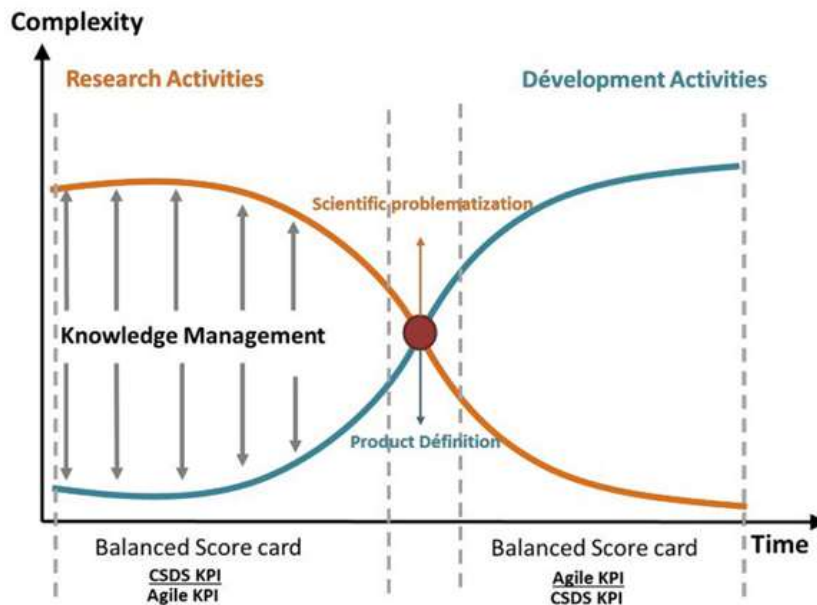 Complexity
Research Activities
Dévelopment Activities
Scientific problematization
Knowledge Management
Product Définition
Time
Balanced Score card
CSDS KPI
Agile KPI
Balanced Score card
Agile KPI
CSDS KPI